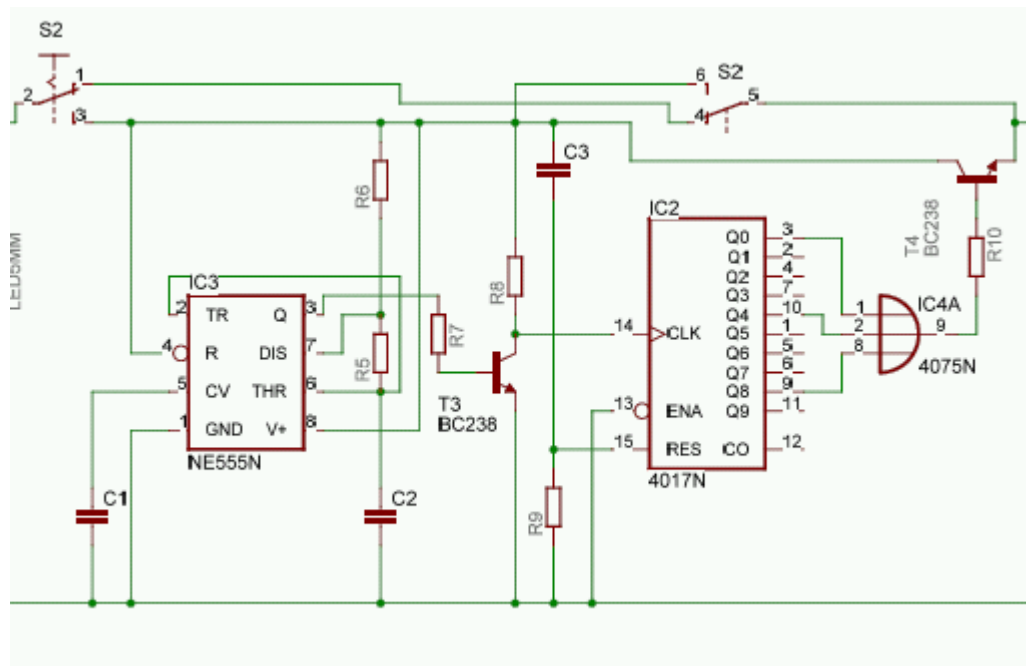 S2
1
2
3
6
S2
5
4
C3
R6
IC2
Q0
3
Q1
2
Q2
4
Q3
7
Q4
10
Q5
1
Q6
5
Q7
6
Q8
9
Q9
11
14
CLK
13
ENA
15
RES
CO
12
4017N
T4
BC238
R10
LED5MM
IC3
2
TR
Q
3
4
R
DIS
7
5
CV
THR
6
1
GND
V+
8
NE555N
R5
R7
R8
T3
BC238
IC4A
1
2
8
9
4075N
C1
C2
R9